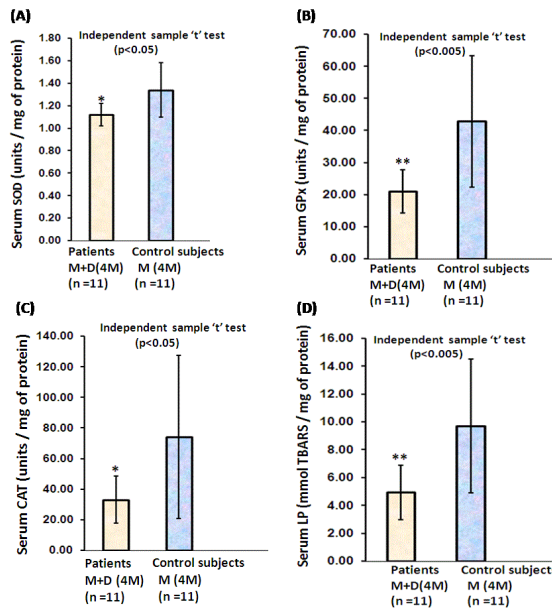 (A)
Independent sample ‘t’ test
(p<0.05)
Serum SOD (units / mg of protein)
1.80
1.60
1.40
1.20
1.00
0.80
0.60
0.40
0.20
0.00
*
Patients
M+D(4M)
(n =11)
Control subjects
M (4M)
(n =11)
(B)
Independent sample ‘t’ test
(p<0.005)
Serum GPx (units / mg of protein)
70.00
60.00
50.00
40.00
30.00
20.00
10.00
0.00
**
Patients
M+D(4M)
(n =11)
Control subjects
M (4M)
(n =11)
(C)
Independent sample ‘t’ test
(p<0.05)
Serum CAT (units / mg of protein)
140.00
120.00
100.00
80.00
60.00
40.00
20.00
0.00
*
Patients
M+D (4M)
(n =11)
Control subjects
M (4M)
(n =11)
(D)
Independent sample ‘t’ test
(p<0.005)
Serum LP (mmol TBARS / mg of protein)
16.00
14.00
12.00
10.00
8.00
6.00
4.00
2.00
0.00
**
Patients
M+D(4M)
(n =11)
Control subjects
M (4M)
(n =11)